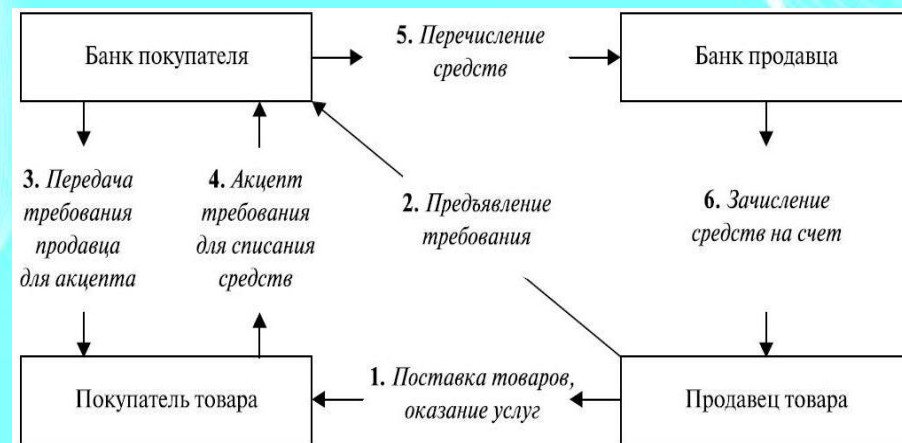 Банк покупателя
5. Перечисление
средств
Банк продавца
3. Передача
требования
продавца
для акцепта
4. Акцепт
требования
для списания
средств
2. Предъявление
требования
6. Зачисление
средств на счет
Покупатель товара
1. Поставка товаров,
оказание услуг
Продавец товара